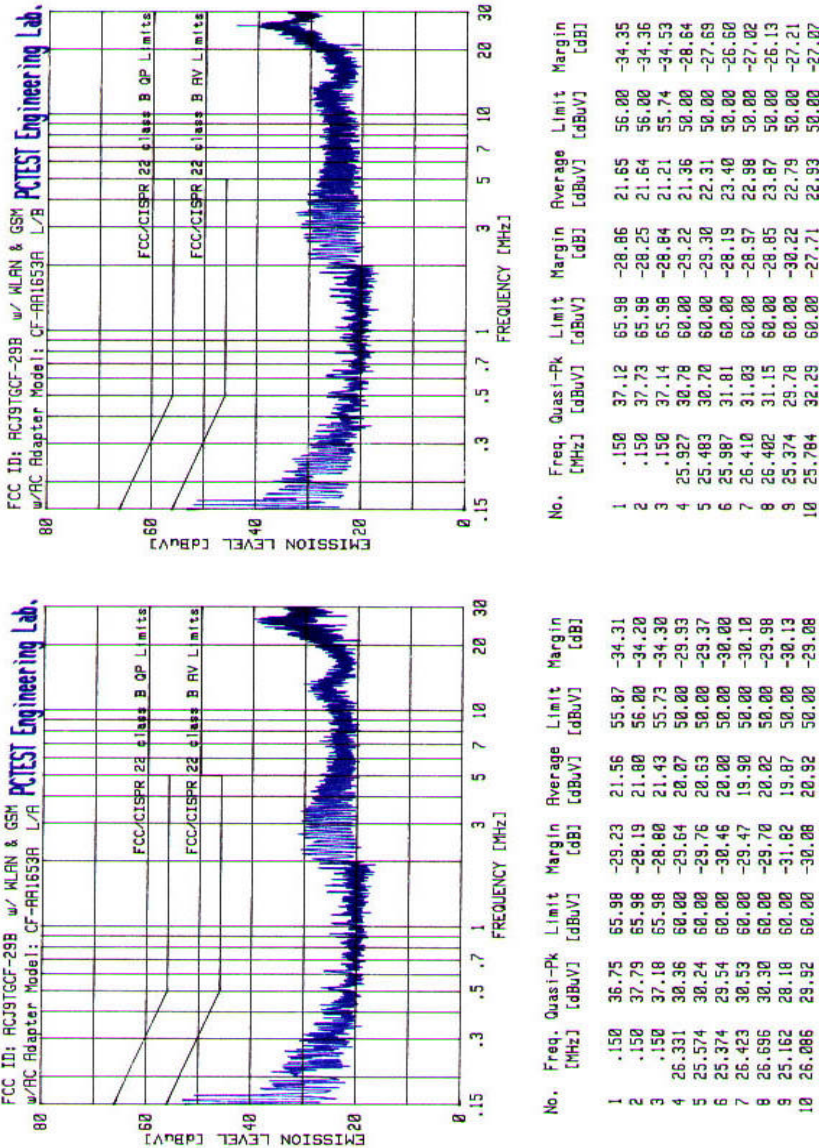 FCC ID: ACJ9TGCF-29B w/ WLAN & GSM PCTEST Engineering Lab.
w/AC Adapter Model: CF-AA1653A L/A
80
60
40
20
0
EMISSION LEVEL [dBuV]
FCC/CISPR 22 class B QP Limits
FCC/CISPR 22 class B AV Limits
.15 .3 .5 .7 1 3 5 7 10 20 30
FREQUENCY [MHz]
No. Freq. Quasi-Pk Limit Margin Average Limit Margin
[MHz] [dBuV] [dBuV] [dB] [dBuV] [dBuV] [dB]
1 .150 36.75 65.98 -29.23 21.56 55.87 -34.31
2 .150 37.79 65.98 -28.19 21.80 56.00 -34.20
3 .150 37.18 65.98 -28.80 21.43 55.73 -34.30
4 26.331 30.36 60.00 -29.64 20.07 50.00 -29.93
5 25.574 30.24 60.00 -29.76 20.63 50.00 -29.37
6 25.374 29.54 60.00 -30.46 20.00 50.00 -30.00
7 26.423 30.53 60.00 -29.47 19.90 50.00 -30.10
8 26.696 30.30 60.00 -29.70 20.02 50.00 -29.98
9 25.162 28.18 60.00 -31.82 19.87 50.00 -30.13
10 26.086 29.92 60.00 -30.08 20.92 50.00 -29.08
FCC ID: ACJ9TGCF-29B w/ WLAN & GSM PCTEST Engineering Lab.
w/AC Adapter Model: CF-AA1653A L/B
80
60
40
20
0
EMISSION LEVEL [dBuV]
FCC/CISPR 22 class B QP Limits
FCC/CISPR 22 class B AV Limits
.15 .3 .5 .7 1 3 5 7 10 20 30
FREQUENCY [MHz]
No. Freq. Quasi-Pk Limit Margin Average Limit Margin
[MHz] [dBuV] [dBuV] [dB] [dBuV] [dBuV] [dB]
1 .150 37.12 65.98 -28.86 21.65 56.00 -34.35
2 .150 37.73 65.98 -28.25 21.64 56.00 -34.36
3 .150 37.14 65.98 -28.84 21.21 55.74 -34.53
4 25.927 30.78 60.00 -29.22 21.36 50.00 -28.64
5 25.483 30.70 60.00 -29.30 22.31 50.00 -27.69
6 25.987 31.81 60.00 -28.19 23.40 50.00 -26.60
7 26.410 31.03 60.00 -28.97 22.98 50.00 -27.02
8 26.402 31.15 60.00 -28.85 23.87 50.00 -26.13
9 25.374 29.78 60.00 -30.22 22.79 50.00 -27.21
10 25.784 32.29 60.00 -27.71 22.93 50.00 -27.07